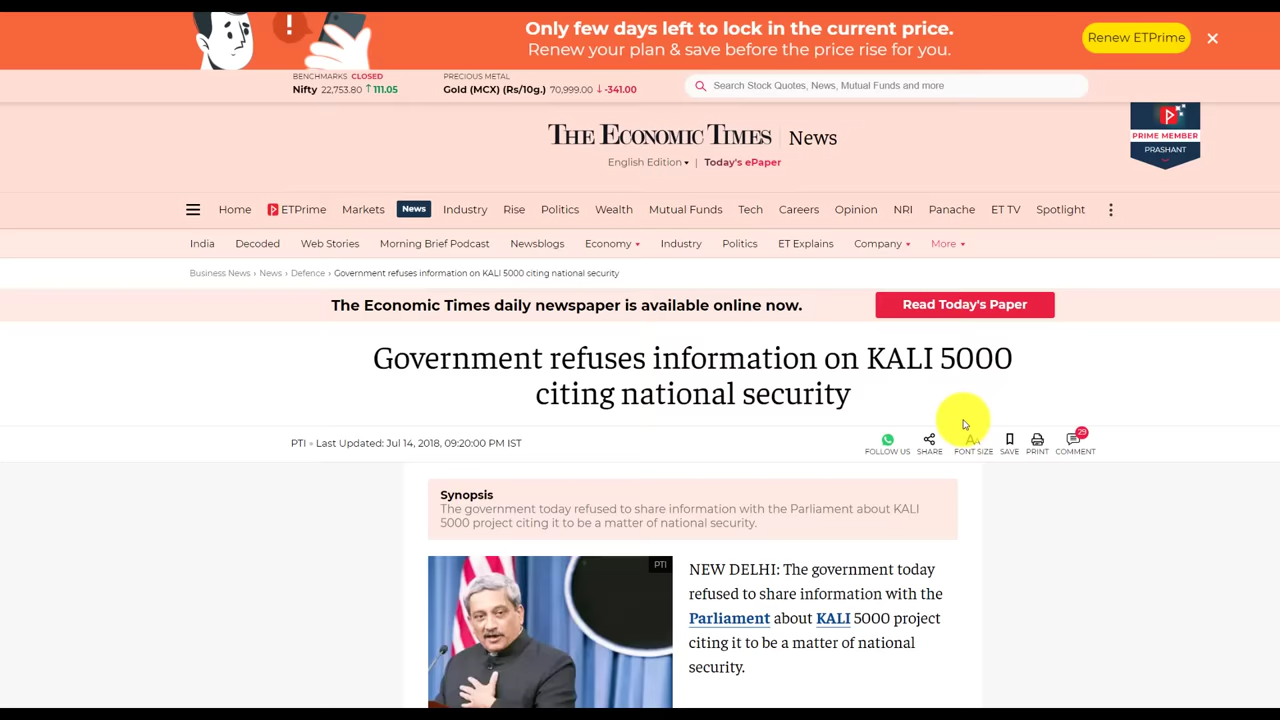 Only few days left to lock in the current price.
Renew your plan & save before the price rise for you.
Renew ETPrime
BENCHMARKS CLOSED
Nifty 22,753.80 ↑111.05
PRECIOUS METAL
Gold (MCX) (Rs/10g.) 70,999.00 ↓-341.00
Search Stock Quotes, News, Mutual Funds and more
THE ECONOMIC TIMES | News
English Edition | Today's ePaper
PRIME MEMBER
PRASHANT
Home ETPrime Markets News Industry Rise Politics Wealth Mutual Funds Tech Careers Opinion NRI Panache ET TV Spotlight
India Decoded Web Stories Morning Brief Podcast Newsblogs Economy Industry Politics ET Explains Company More
Business News › News › Defence › Government refuses information on KALI 5000 citing national security
The Economic Times daily newspaper is available online now.
Read Today's Paper
Government refuses information on KALI 5000
citing national security
PTI • Last Updated: Jul 14, 2018, 09:20:00 PM IST
FOLLOW US SHARE FONT SIZE SAVE PRINT COMMENT
29
Synopsis
The government today refused to share information with the Parliament about KALI
5000 project citing it to be a matter of national security.
PTI
NEW DELHI: The government today
refused to share information with the
Parliament about KALI 5000 project
citing it to be a matter of national
security.